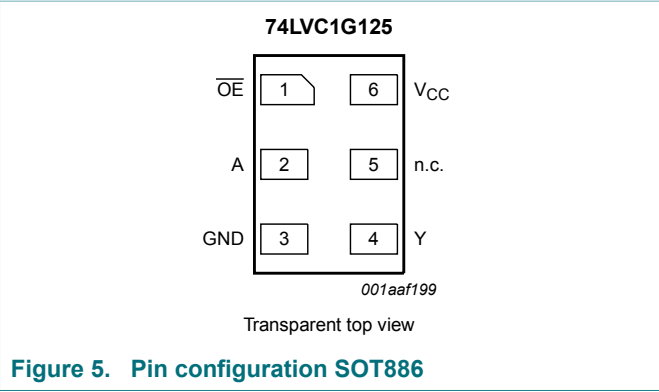 74LVC1G125
OE 1 6 VCC
A 2 5 n.c.
GND 3 4 Y
001aaf199
Transparent top view
Figure 5. Pin configuration SOT886